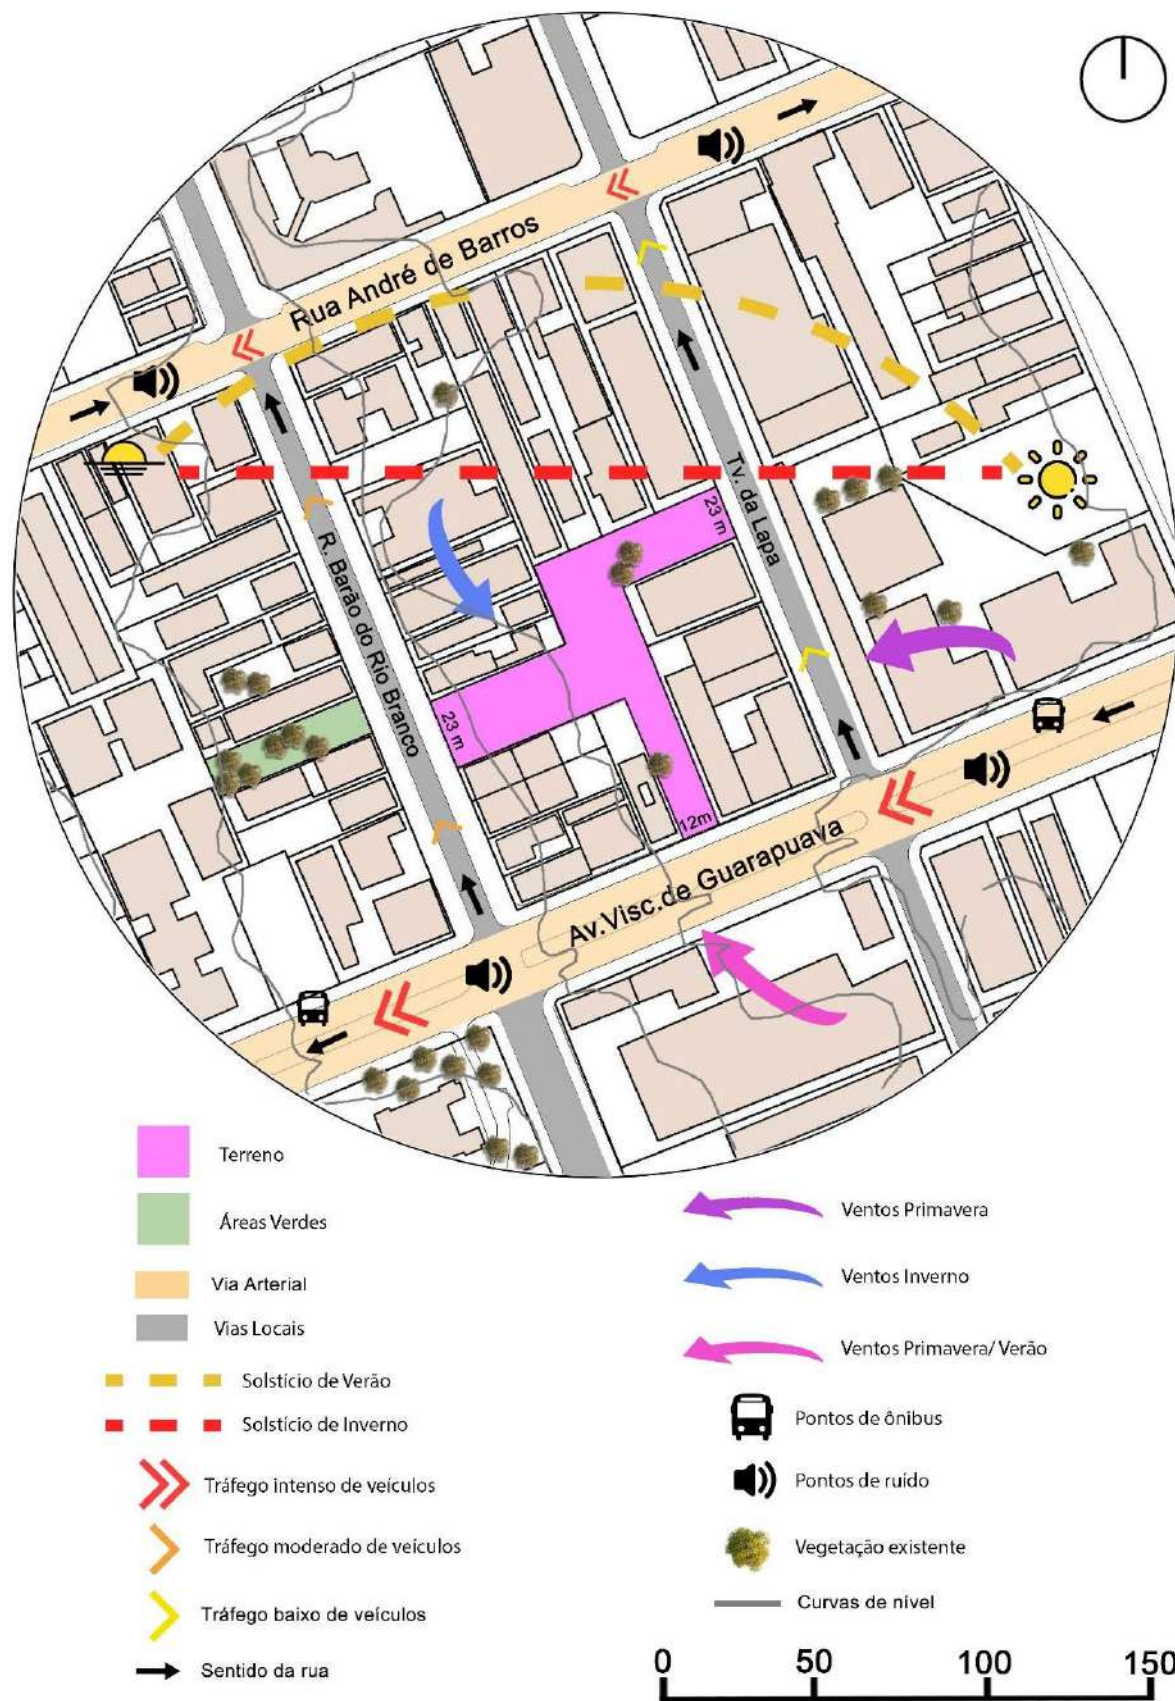 Rua André de Barros
Tv. da Lapa
23 m
R. Barão do Rio Branco
23 m
12m
Av.Visc.de Guarapuava
Terreno
Áreas Verdes
Via Arterial
Vias Locais
Solstício de Verão
Solstício de Inverno
Tráfego intenso de veículos
Tráfego moderado de veículos
Tráfego baixo de veículos
Sentido da rua
Ventos Primavera
Ventos Inverno
Ventos Primavera/ Verão
Pontos de ônibus
Pontos de ruído
Vegetação existente
Curvas de nível
0 50 100 150